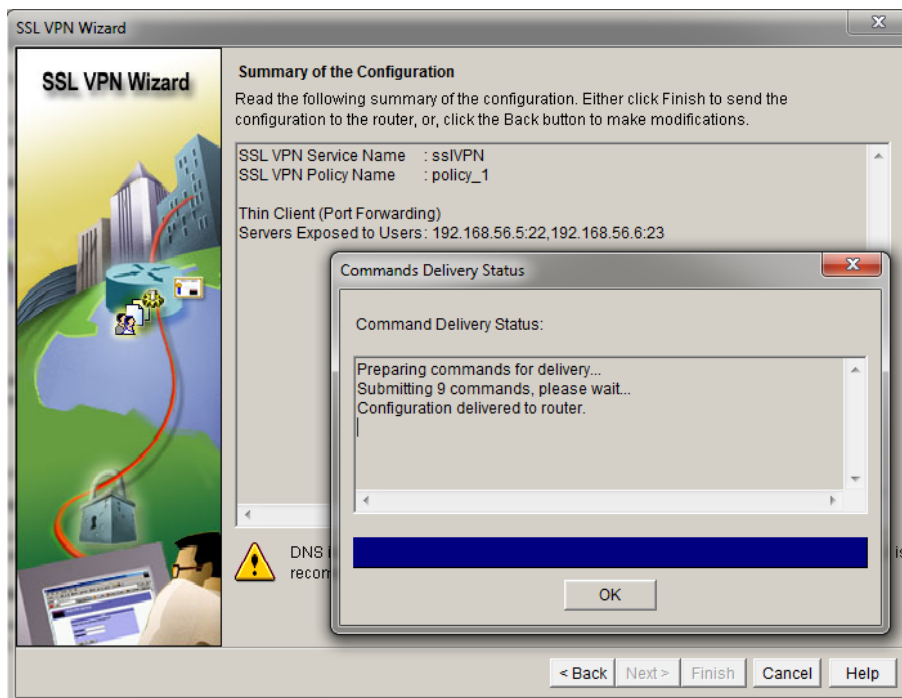 SSL VPN Wizard
SSL VPN Wizard
Summary of the Configuration
Read the following summary of the configuration. Either click Finish to send the
configuration to the router, or, click the Back button to make modifications.
SSL VPN Service Name : sslVPN
SSL VPN Policy Name : policy_1
Thin Client (Port Forwarding)
Servers Exposed to Users: 192.168.56.5:22,192.168.56.6:23
Commands Delivery Status
Command Delivery Status:
Preparing commands for delivery...
Submitting 9 commands, please wait...
Configuration delivered to router.
DNS
OK
< Back Next > Finish Cancel Help